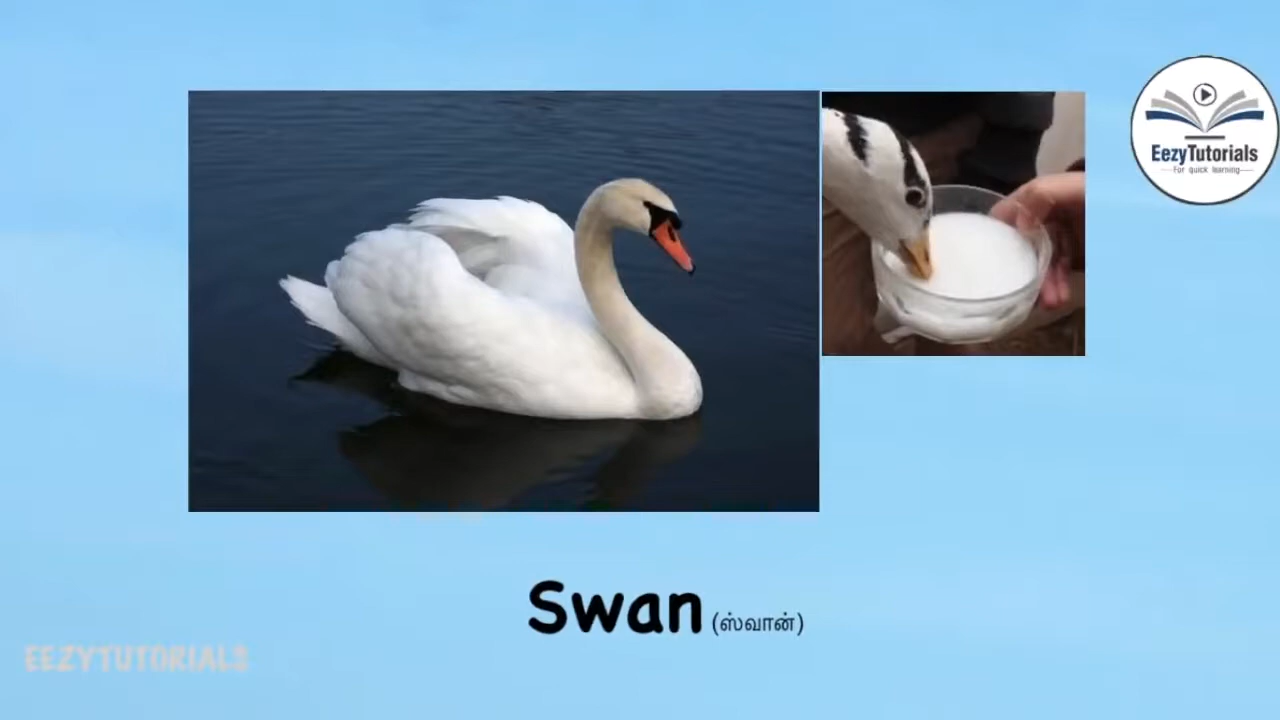 EezyTutorials
For quick learning
Swan (ஸ்வான்)
EEZYTUTORIALS